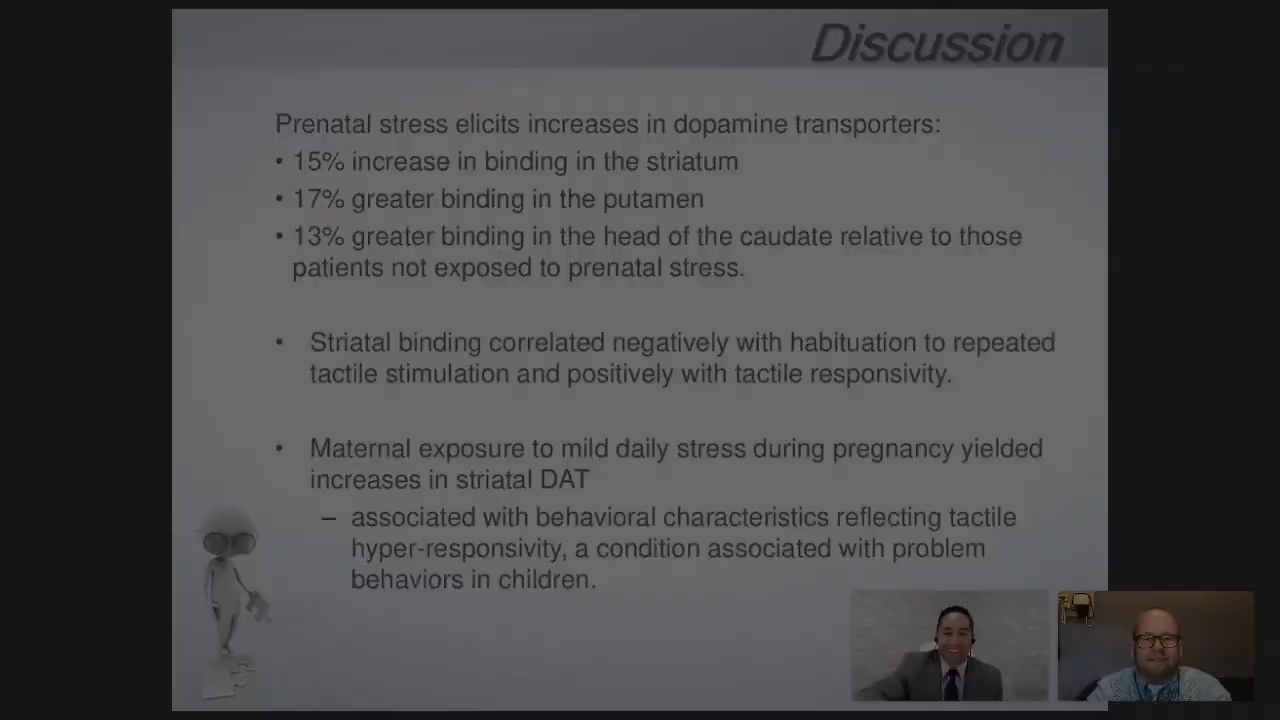 Discussion
Prenatal stress elicits increases in dopamine transporters:
• 15% increase in binding in the striatum
• 17% greater binding in the putamen
• 13% greater binding in the head of the caudate relative to those
patients not exposed to prenatal stress.
• Striatal binding correlated negatively with habituation to repeated
tactile stimulation and positively with tactile responsivity.
• Maternal exposure to mild daily stress during pregnancy yielded
increases in striatal DAT
– associated with behavioral characteristics reflecting tactile
hyper-responsivity, a condition associated with problem
behaviors in children.